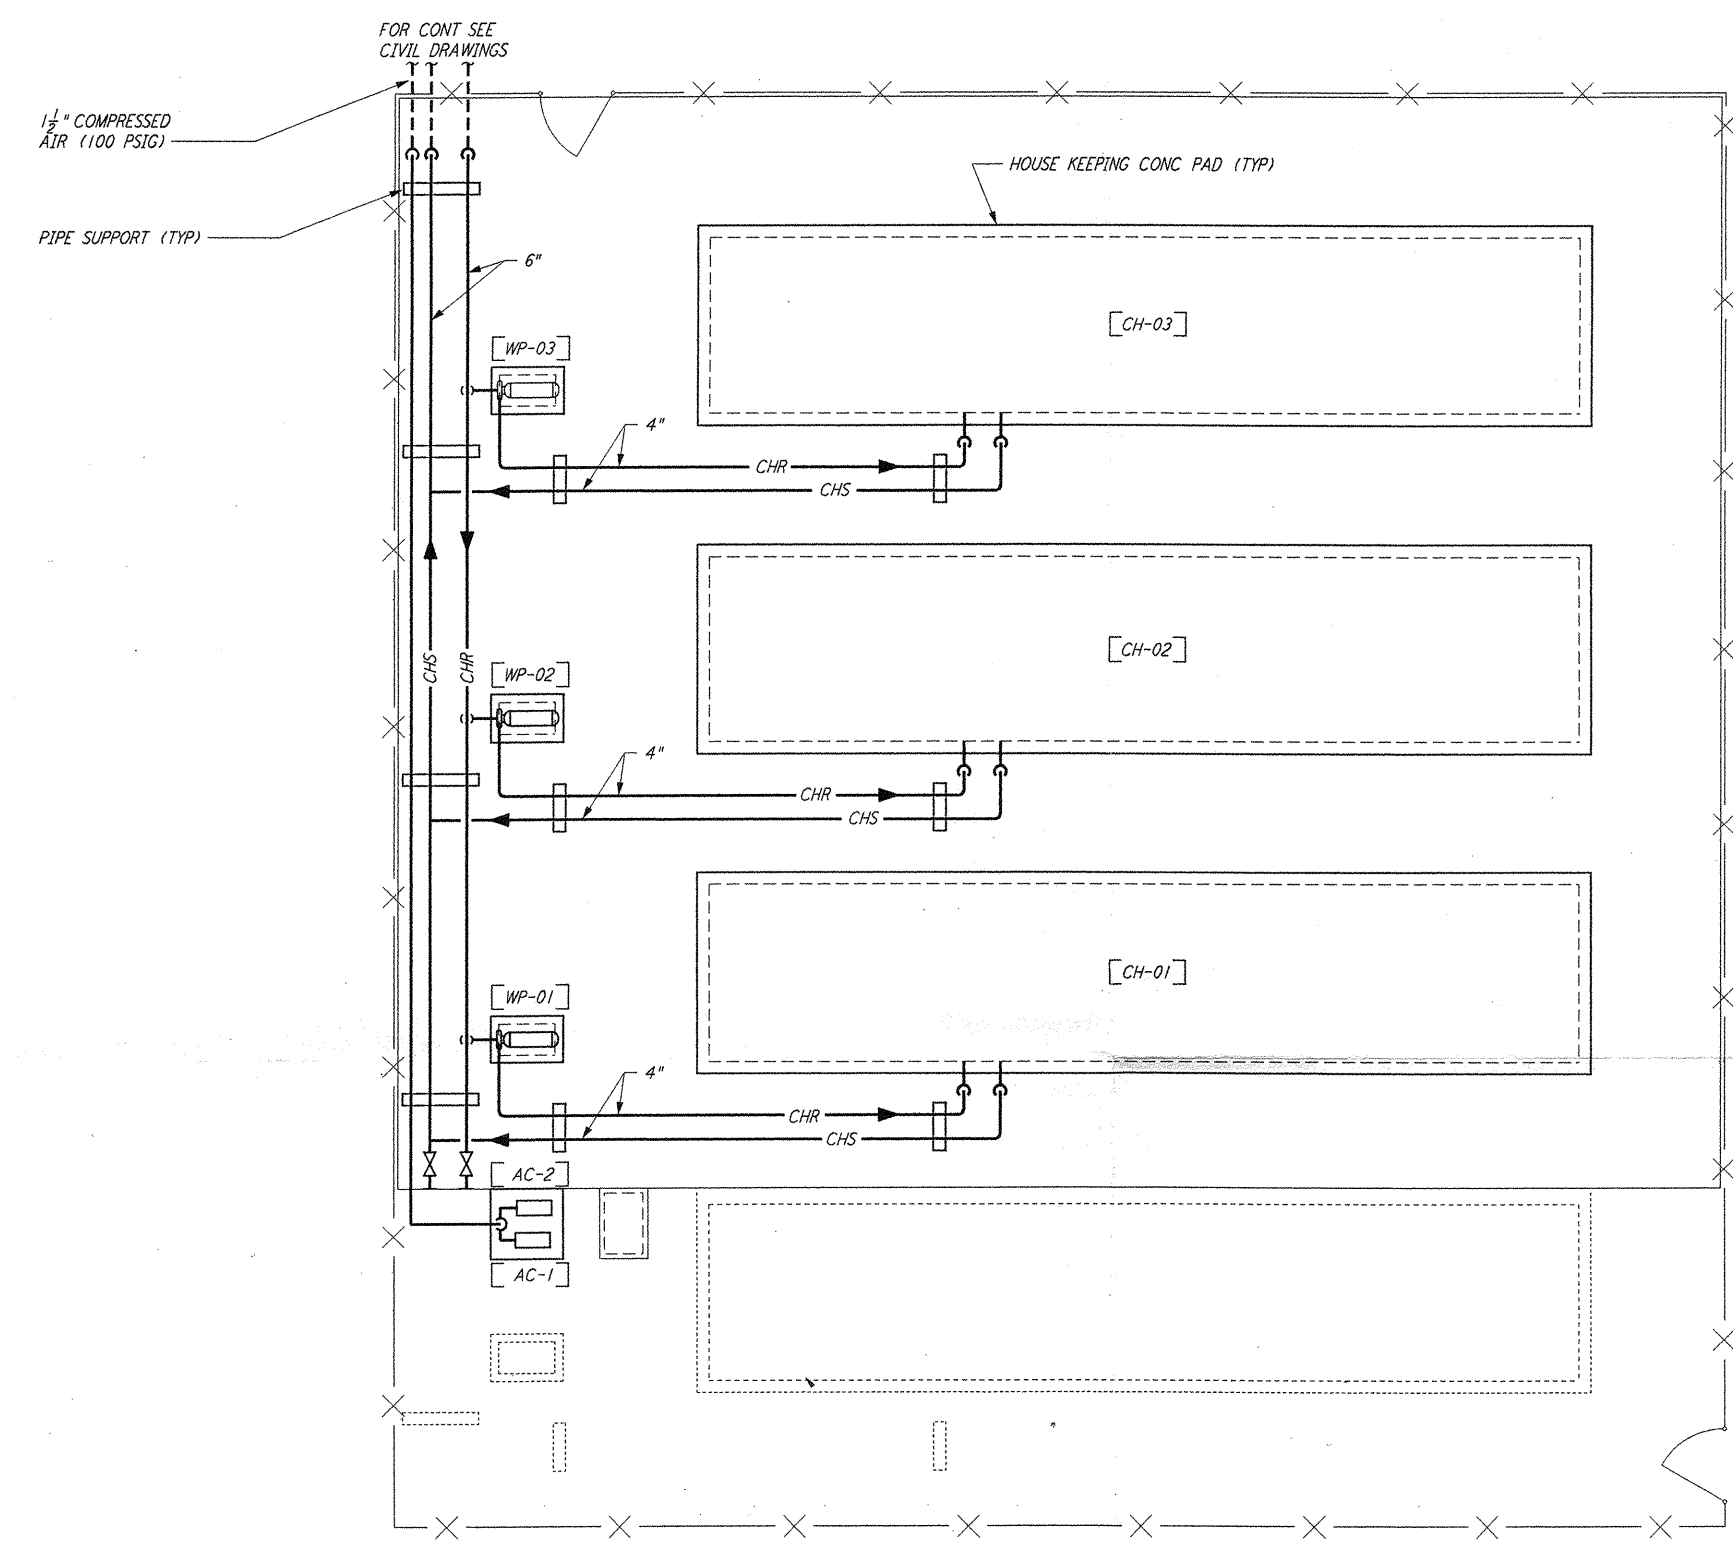 FOR CONT SEE
CIVIL DRAWINGS
1 1/2" COMPRESSED
AIR (100 PSIG)
HOUSE KEEPING CONC PAD (TYP)
PIPE SUPPORT (TYP)
6"
[CH-03]
[WP-03]
4"
CHR
CHS
[CH-02]
CHS
CHR
[WP-02]
4"
CHR
CHS
[CH-01]
[WP-01]
4"
CHR
CHS
[AC-2]
[AC-1]